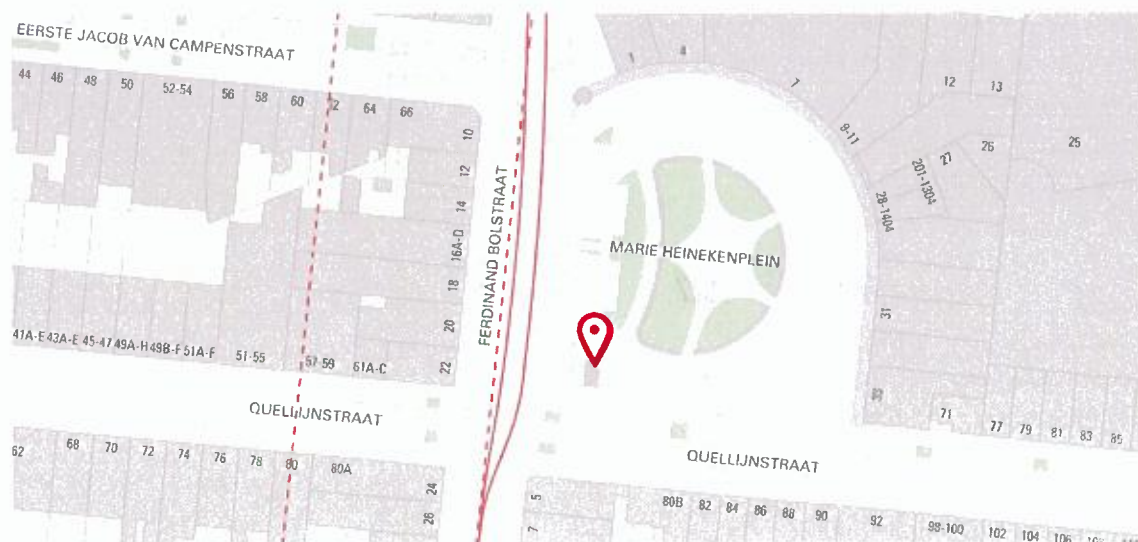 EERSTE JACOB VAN CAMPENSTRAAT
44 46 48 50 52-54 56 58 60 62 64 66
10
12
14
16A-D
18
20
22
41A-E 43A-E 45-47 49A-H 49B-F 51A-F 51-55 57-59 61A-C
FERDINAND BOLSTRAAT
1 4 7 9-11 12 13
25
26
27
201-1304
28-1404
MARIE HEINEKENPLEIN
31
33
71 77 79 81 83 85
QUELLIJNSTRAAT
62 68 70 72 74 76 78 80 80A
24
26
QUELLIJNSTRAAT
5
7
80B 82 84 86 88 90 92 98-100 102 104 106